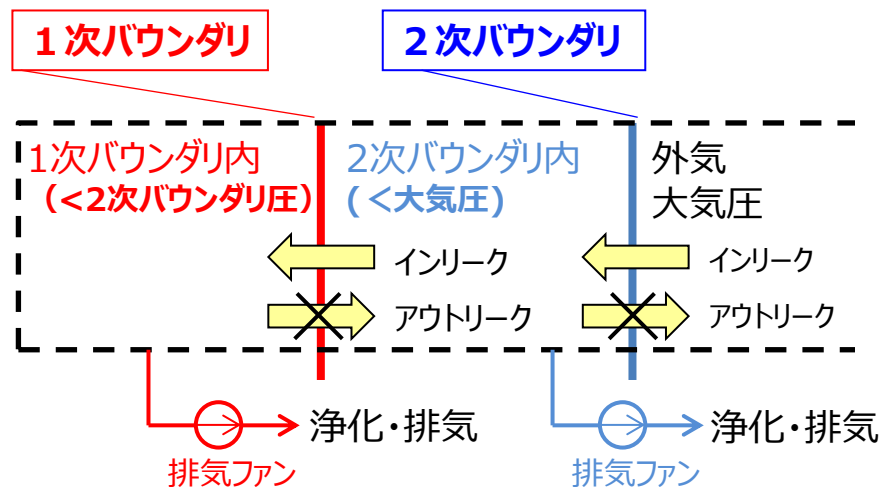 1次バウンダリ
2次バウンダリ
1次バウンダリ内
(<2次バウンダリ圧)
2次バウンダリ内
(<大気圧)
外気
大気圧
インリーク
インリーク
アウトリーク
アウトリーク
浄化・排気
浄化・排気
排気ファン
排気ファン